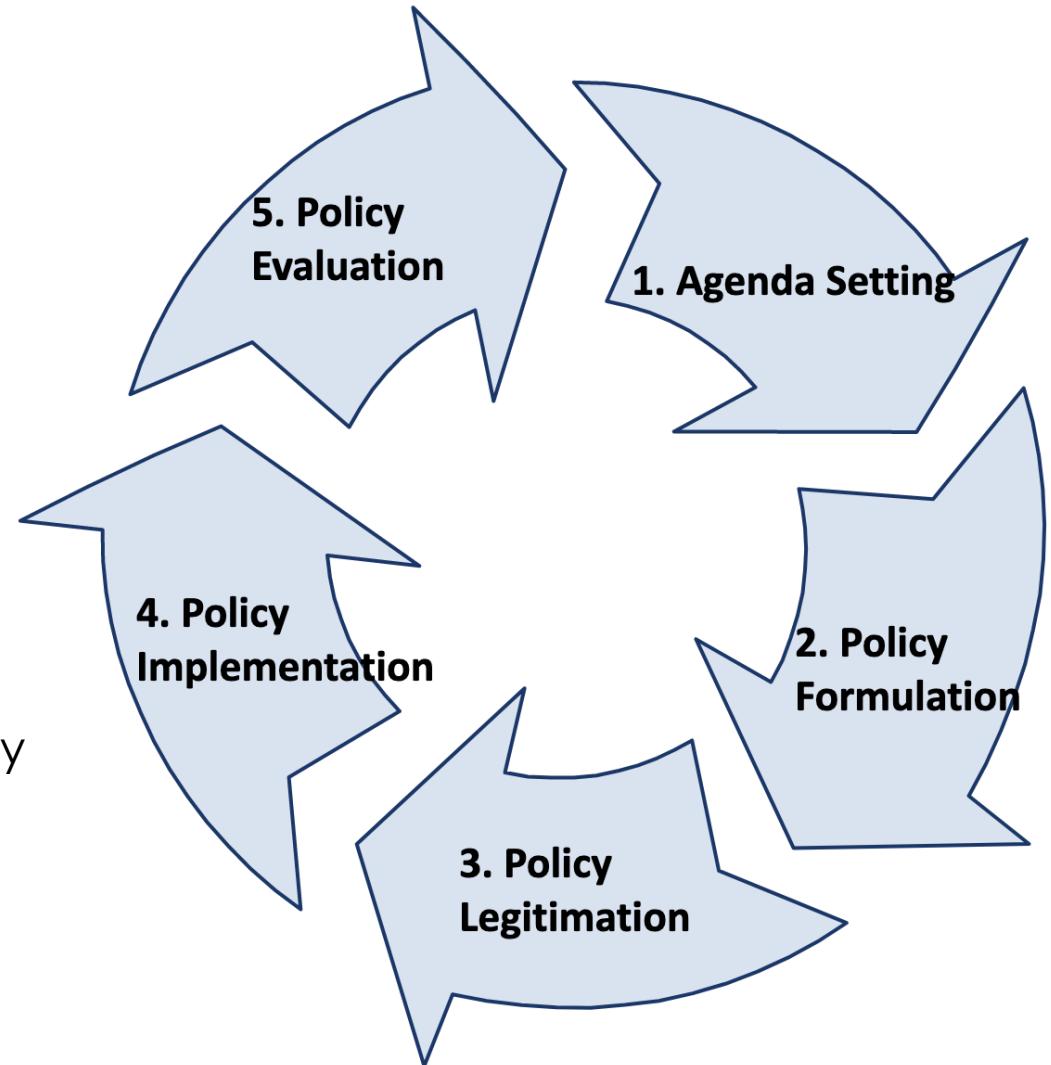 5. Policy
Evaluation
1. Agenda Setting
4. Policy
Implementation
2. Policy
Formulation
y
3. Policy
Legitimation